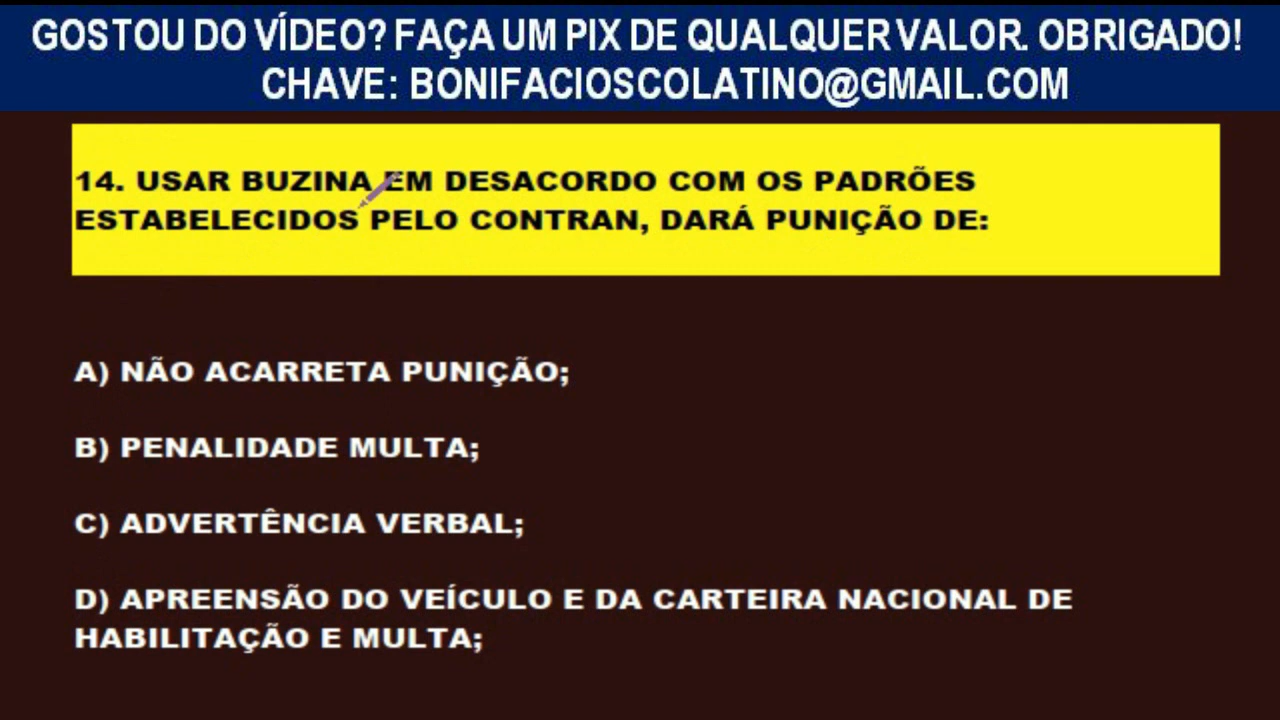 GOSTOU DO VÍDEO? FAÇA UM PIX DE QUALQUER VALOR. OBRIGADO!
CHAVE: BONIFACIOSCOLATINO@GMAIL.COM
14. USAR BUZINA EM DESACORDO COM OS PADRÕES
ESTABELECIDOS PELO CONTRAN, DARÁ PUNIÇÃO DE:
A) NÃO ACARRETA PUNIÇÃO;
B) PENALIDADE MULTA;
C) ADVERTÊNCIA VERBAL;
D) APREENSÃO DO VEÍCULO E DA CARTEIRA NACIONAL DE
HABILITAÇÃO E MULTA;